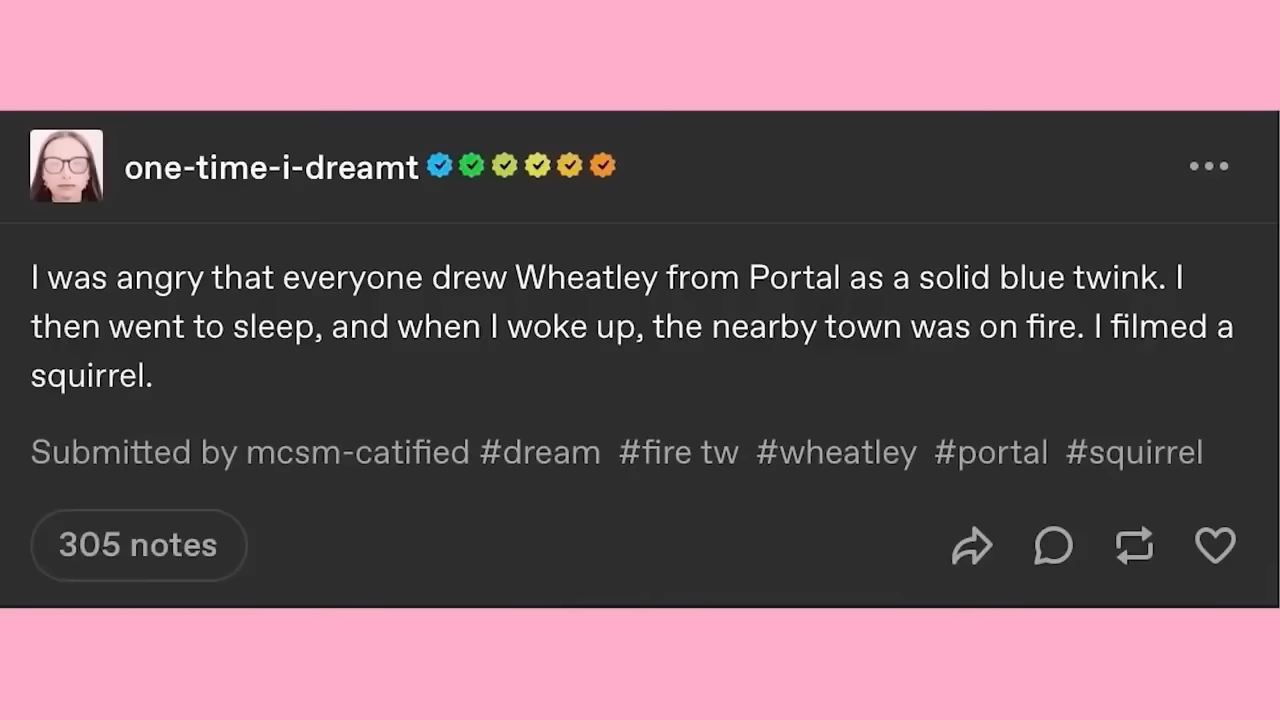 one-time-i-dreamt
I was angry that everyone drew Wheatley from Portal as a solid blue twink. I
then went to sleep, and when I woke up, the nearby town was on fire. I filmed a
squirrel.
Submitted by mcsm-catified #dream #fire tw #wheatley #portal #squirrel
305 notes